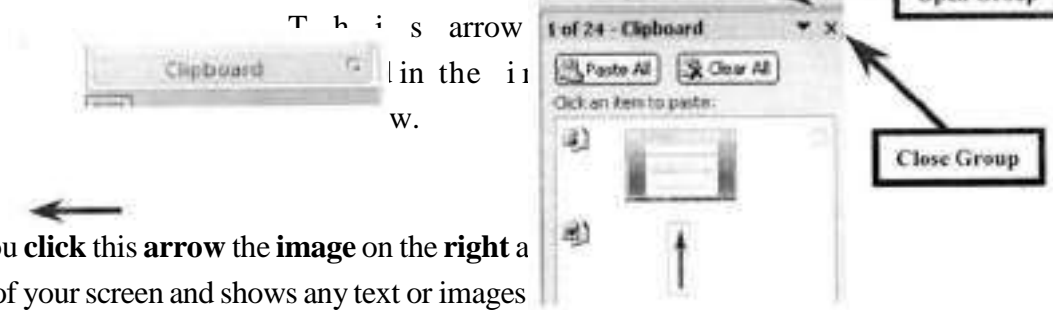 This arrow
Clipboard
in the
w.
click this arrow the image on the right a
of your screen and shows any text or images
1 of 24 - Clipboard
Paste All
Clear All
Click an item to paste:
Close Group